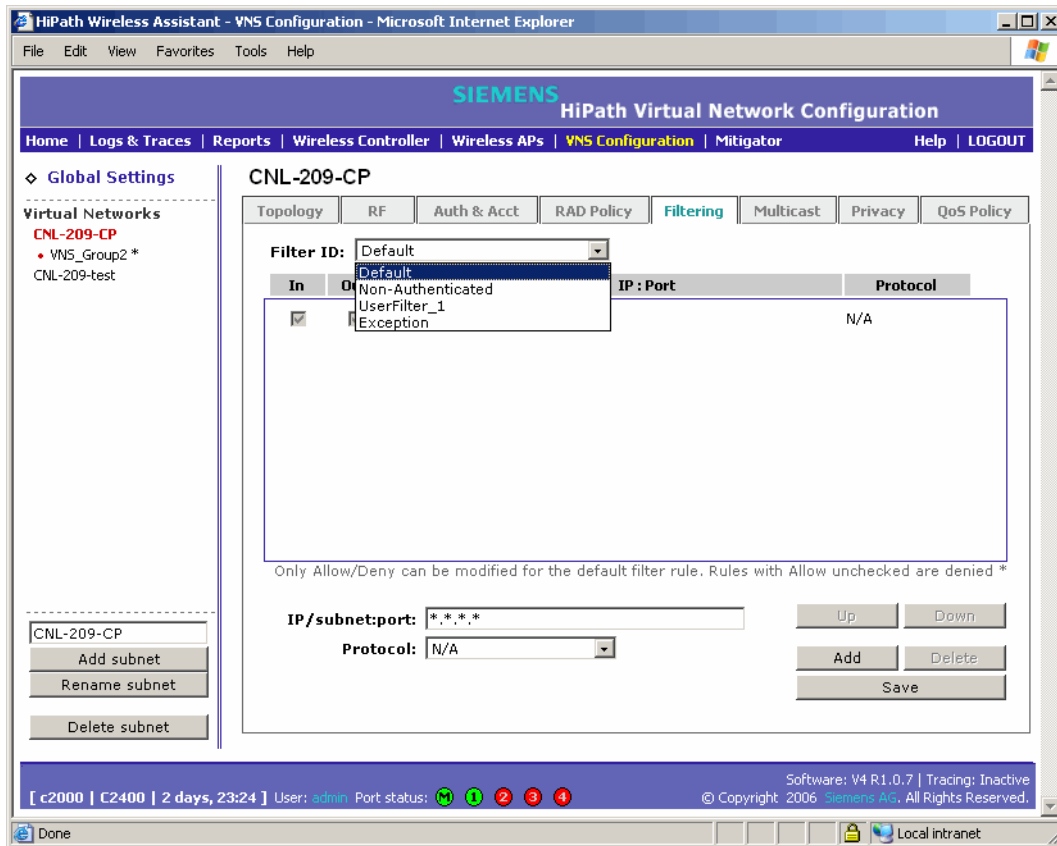 HiPath Wireless Assistant - VNS Configuration - Microsoft Internet Explorer
File Edit View Favorites Tools Help
SIEMENS
HiPath Virtual Network Configuration
Home | Logs & Traces | Reports | Wireless Controller | Wireless APs | VNS Configuration | Mitigator Help | LOGOUT
Global Settings
Virtual Networks
CNL-209-CP
VNS_Group2 *
CNL-209-test
CNL-209-CP
Topology RF Auth & Acct RAD Policy Filtering Multicast Privacy QoS Policy
Filter ID: Default
Default
Non-Authenticated
UserFilter_1
Exception
In IP : Port Protocol
N/A
Only Allow/Deny can be modified for the default filter rule. Rules with Allow unchecked are denied *
IP/subnet:port: *.*.*.*
Protocol: N/A
Up Down
Add Delete
Save
CNL-209-CP
Add subnet
Rename subnet
Delete subnet
Software: V4 R1.0.7 | Tracing: Inactive
[ c2000 | C2400 | 2 days, 23:24 ] User: admin Port status: M 1 2 3 4
© Copyright 2006 Siemens AG. All Rights Reserved.
Done Local intranet